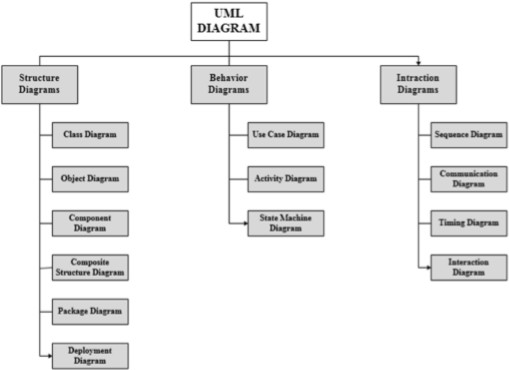 UML
DIAGRAM
Structure
Diagrams
Behavior
Diagrams
Intraction
Diagrams
Class Diagram
Object Diagram
Component
Diagram
Composite
Structure Diagram
Package Diagram
Deployment
Diagram
Use Case Diagram
Activity Diagram
State Machine
Diagram
Sequence Diagram
Communication
Diagram
Timing Diagram
Interaction
Diagram